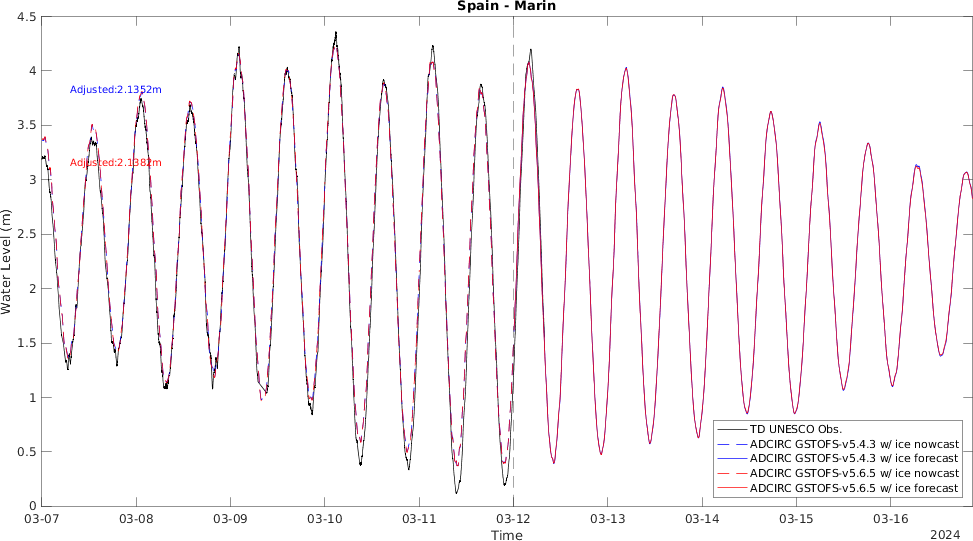 Spain - Marin
4.5
4
3.5
3
2.5
2
1.5
1
0.5
0
Water Level (m)
Adjusted:2.1352m
Adjusted:2.1382m
TD UNESCO Obs.
ADCIRC GSTOFS-v5.4.3 w/ ice nowcast
ADCIRC GSTOFS-v5.4.3 w/ ice forecast
ADCIRC GSTOFS-v5.6.5 w/ ice nowcast
ADCIRC GSTOFS-v5.6.5 w/ ice forecast
03-07 03-08 03-09 03-10 03-11 03-12 03-13 03-14 03-15 03-16
Time
2024